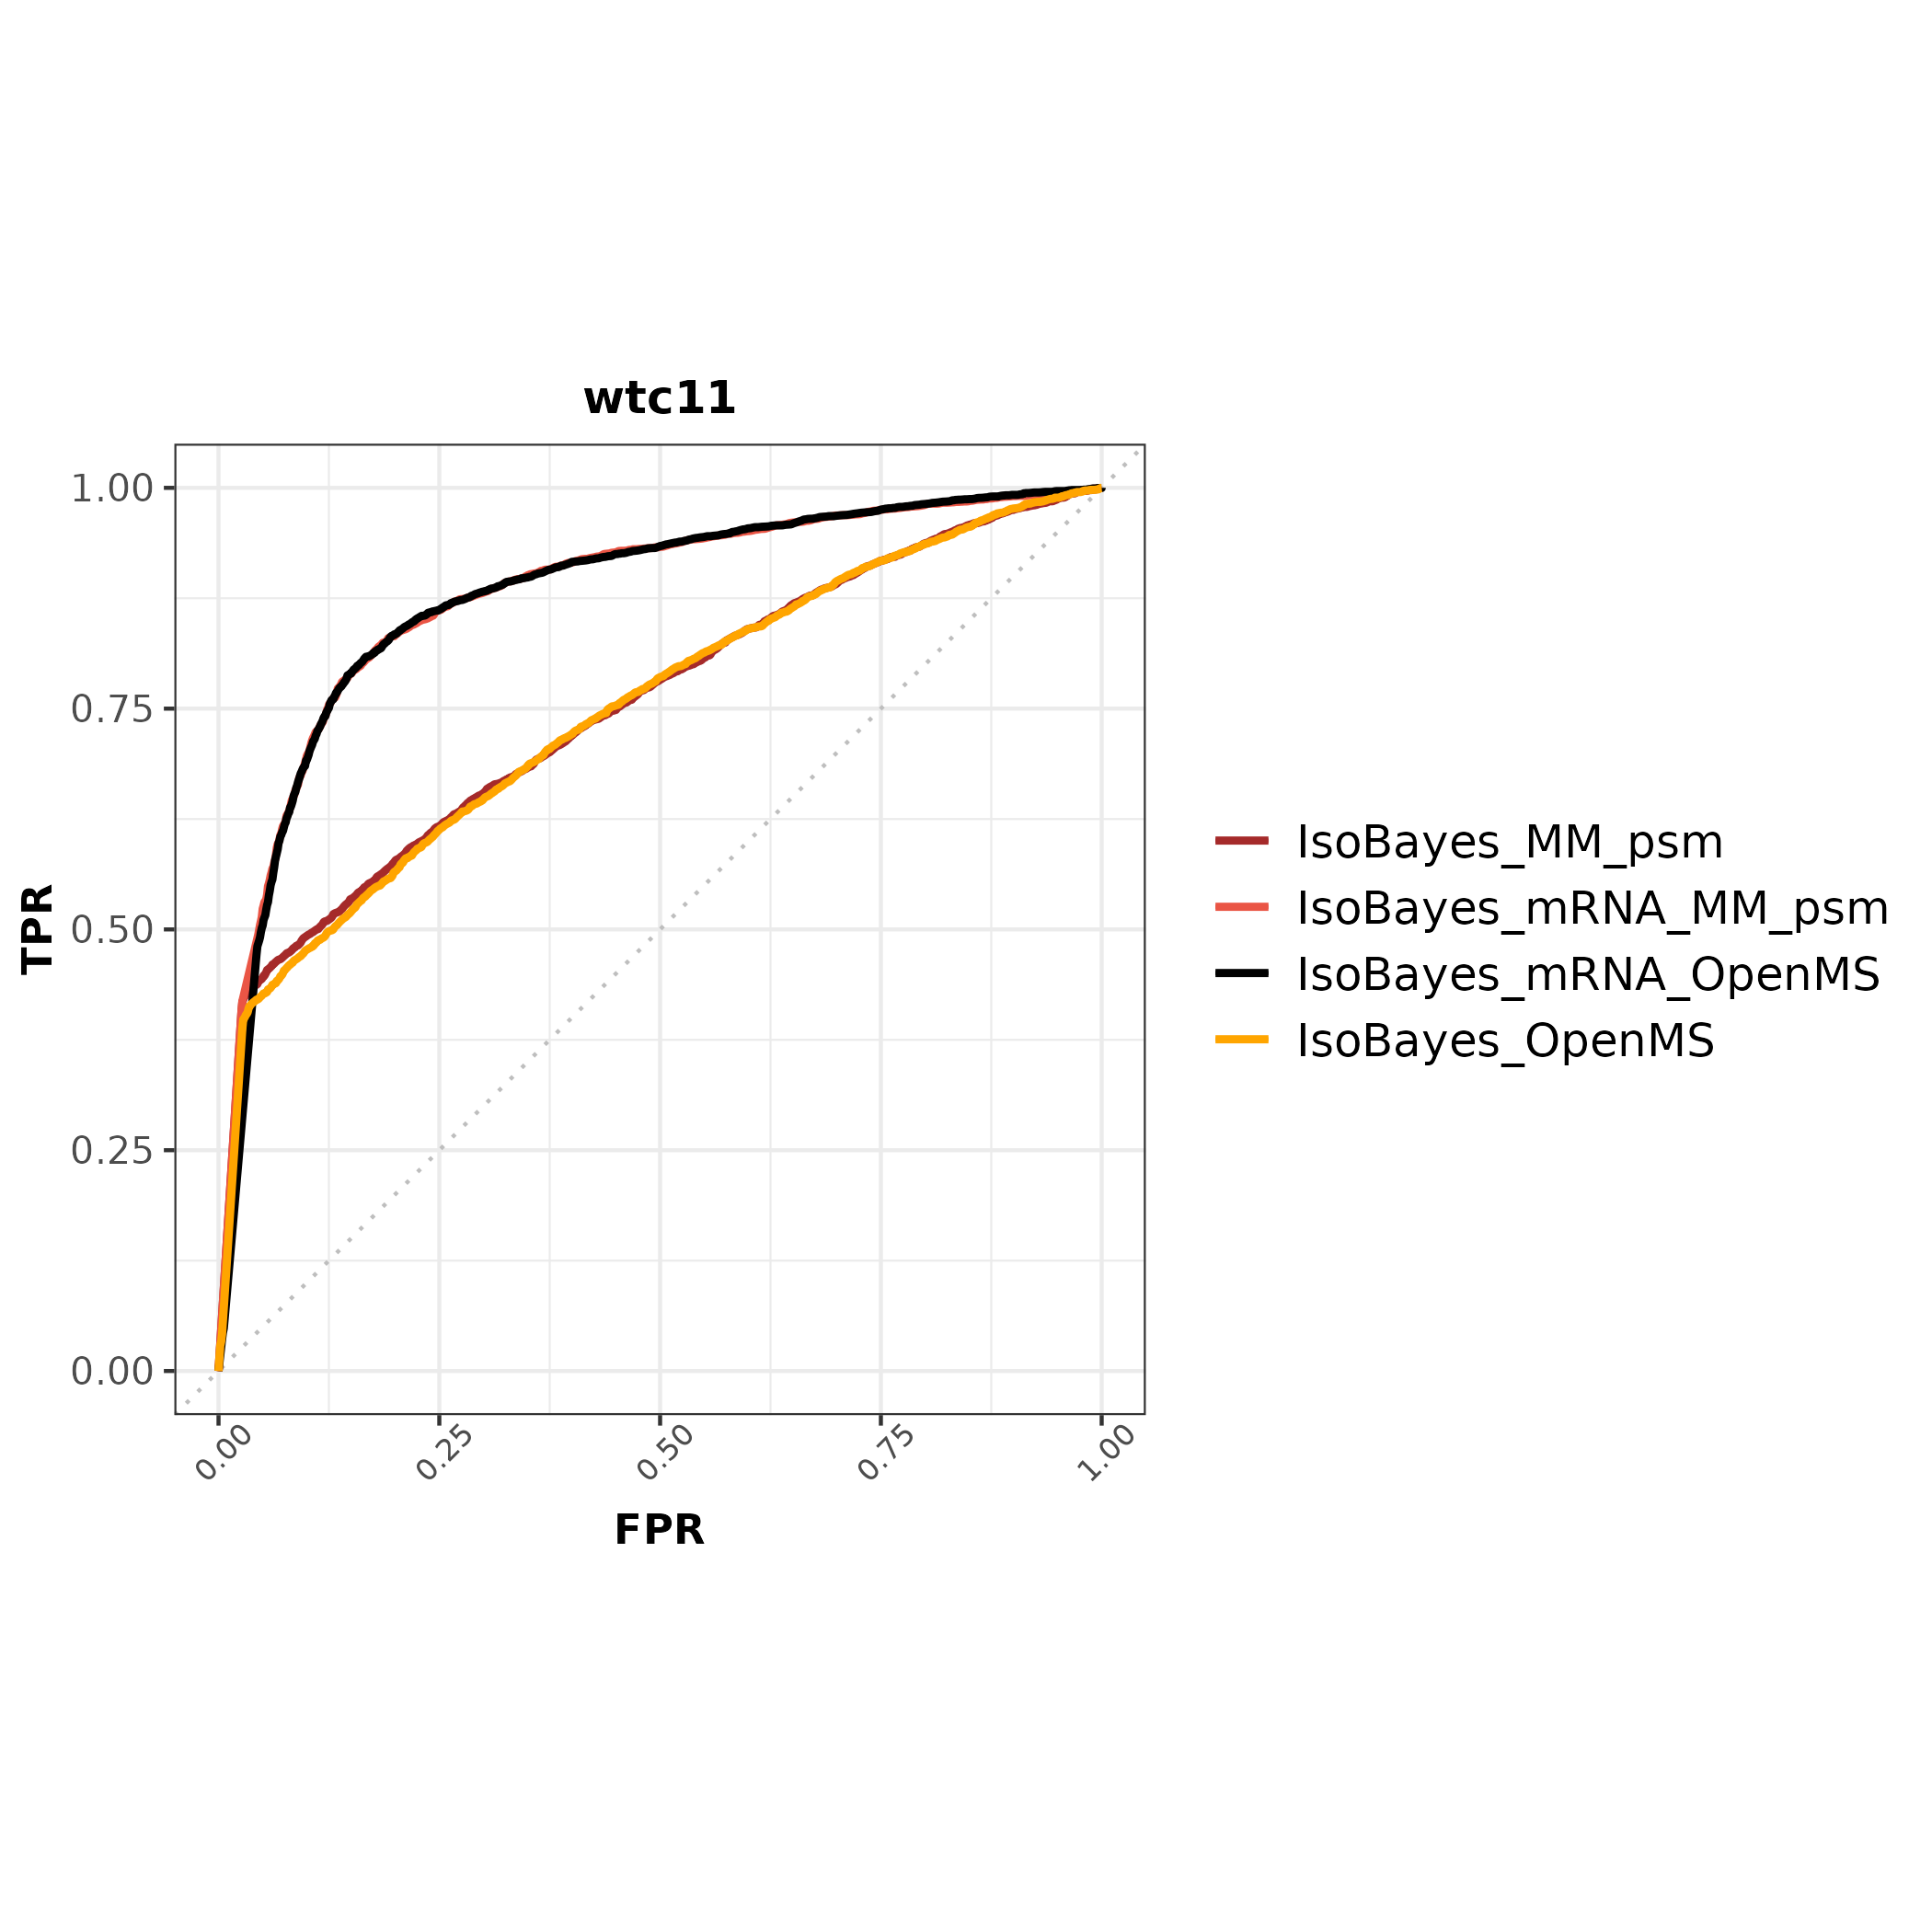 wtc11
1.00
0.75
0.50
0.25
0.00
TPR
0.00
0.25
0.50
0.75
1.00
FPR
IsoBayes_MM_psm
IsoBayes_mRNA_MM_psm
IsoBayes_mRNA_OpenMS
IsoBayes_OpenMS